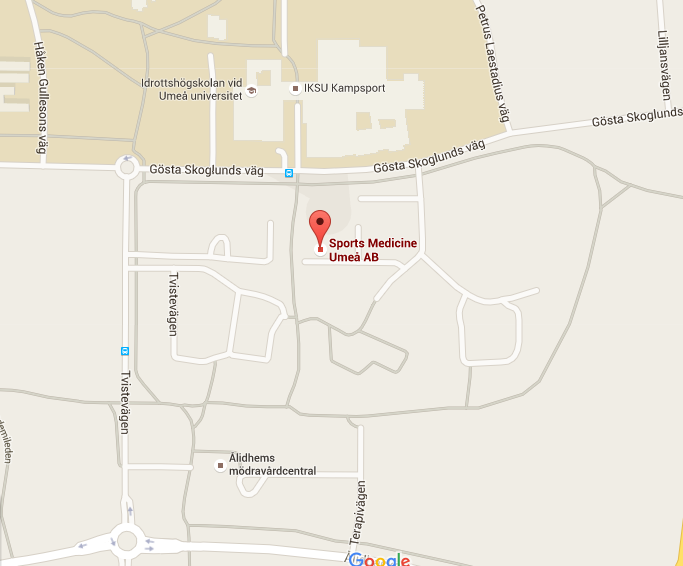 Håken Gullesons väg
Petrus Laestadius väg
Lilljansvägen
Idrottshögskolan vid
Umeå universitet
IKSU Kampsport
Gösta Skoglunds
Gösta Skoglunds väg
Gösta Skoglunds väg
Sports Medicine
Umeå AB
Tvistevägen
Tvistevägen
Ålidhems
mödravårdcentral
Terapivägen
Google